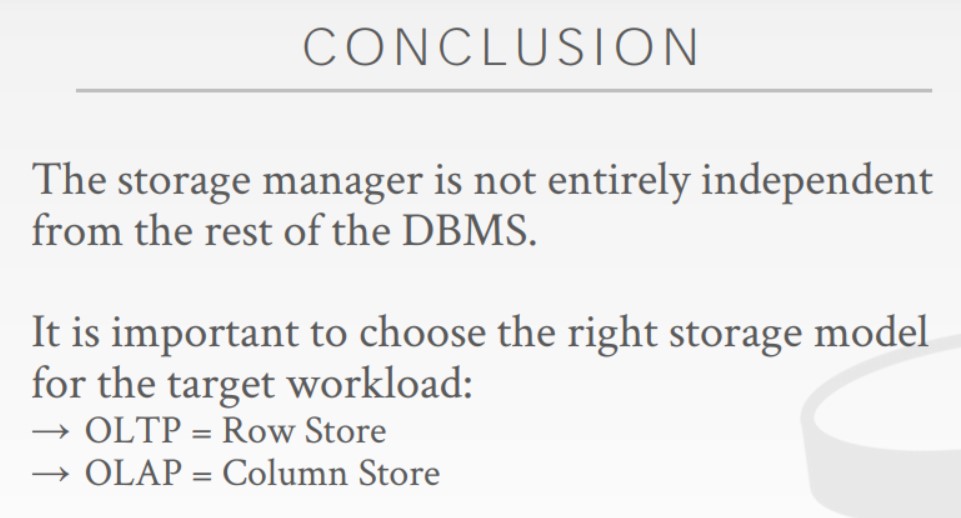 CONCLUSION
The storage manager is not entirely independent
from the rest of the DBMS.
It is important to choose the right storage model
for the target workload:
→ OLTP = Row Store
→ OLAP = Column Store